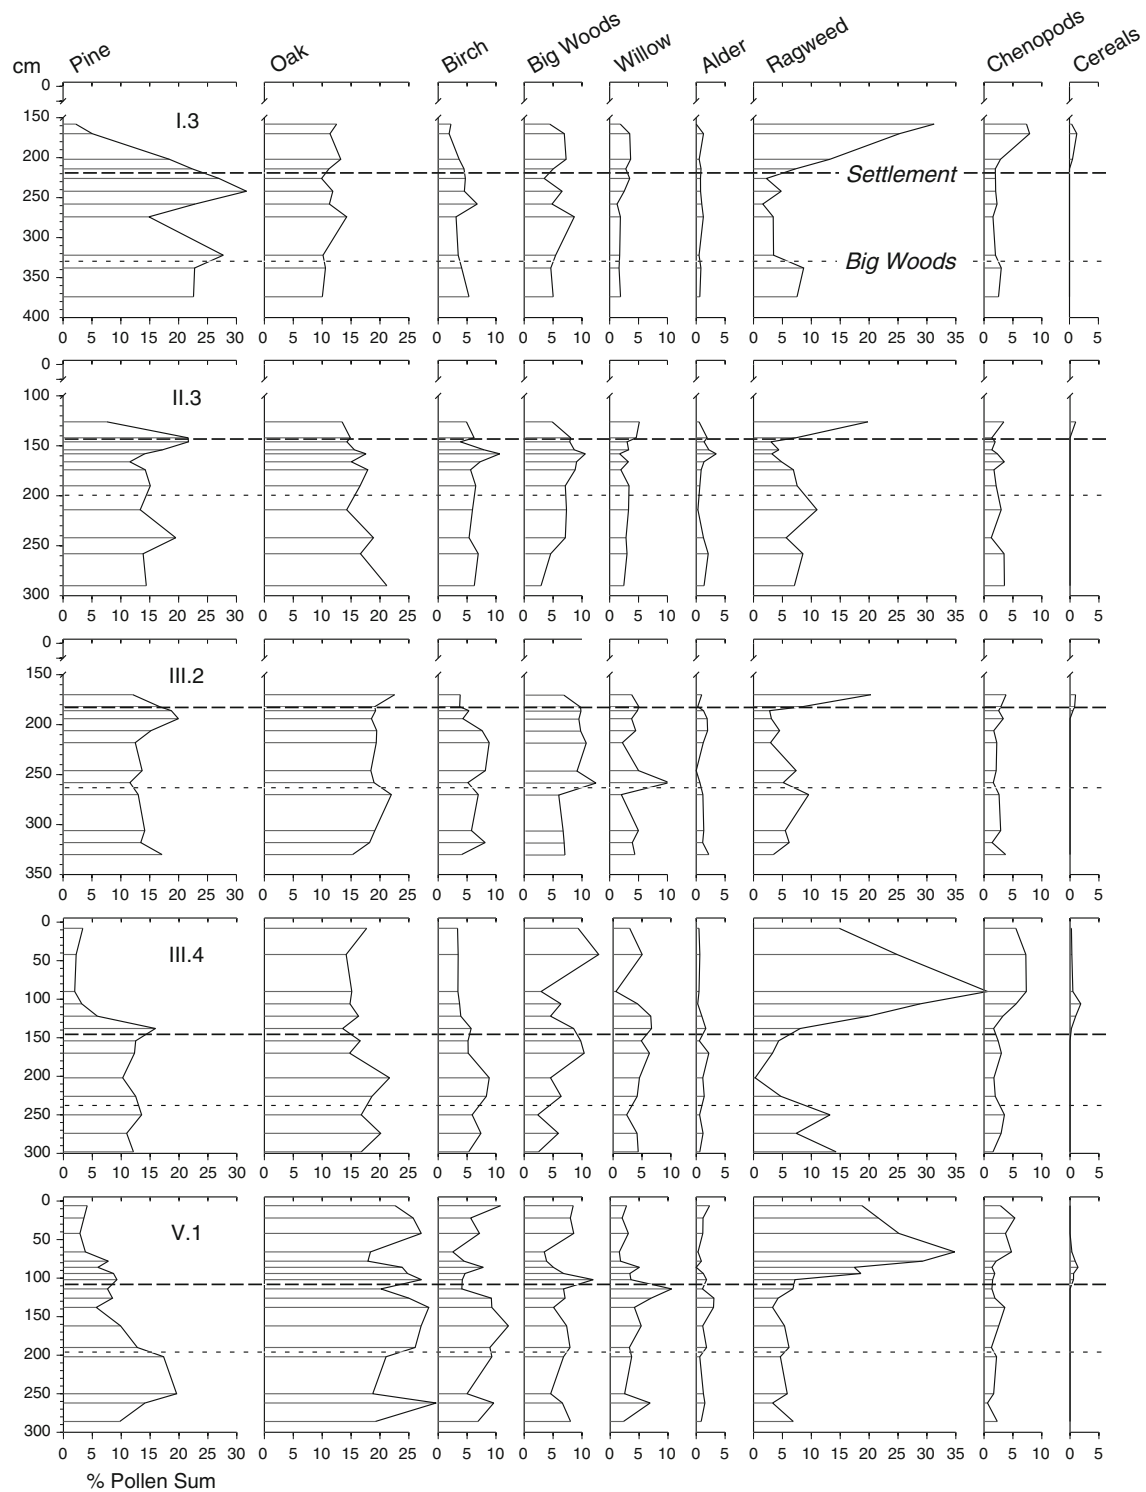 Pine Oak Birch Big Woods Willow Alder Ragweed Chenopods Cereals
cm
0
150
200
250
300
350
400
I.3
Settlement
Big Woods
0 5 10 15 20 25 30 0 5 10 15 20 25 0 5 10 0 5 10 0 5 10 0 5 0 5 10 15 20 25 30 35 0 5 10 0 5
0
100
150
200
250
300
II.3
0 5 10 15 20 25 30 0 5 10 15 20 25 0 5 10 0 5 10 0 5 10 0 5 0 5 10 15 20 25 30 35 0 5 10 0 5
0
150
200
250
300
350
III.2
0 5 10 15 20 25 30 0 5 10 15 20 25 0 5 10 0 5 10 0 5 10 0 5 0 5 10 15 20 25 30 35 0 5 10 0 5
0
50
100
150
200
250
300
III.4
0 5 10 15 20 25 30 0 5 10 15 20 25 0 5 10 0 5 10 0 5 10 0 5 0 5 10 15 20 25 30 35 0 5 10 0 5
0
50
100
150
200
250
300
V.1
0 5 10 15 20 25 30 0 5 10 15 20 25 0 5 10 0 5 10 0 5 10 0 5 0 5 10 15 20 25 30 35 0 5 10 0 5
% Pollen Sum